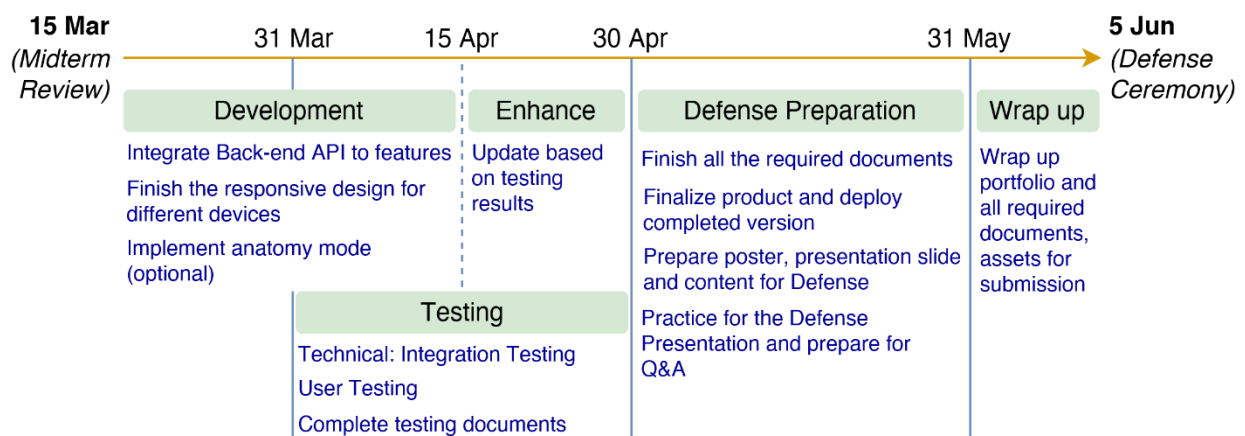 15 Mar
(Midterm
Review)
31 Mar
15 Apr
30 Apr
31 May
5 Jun
(Defense
Ceremony)
Development
Integrate Back-end API to features
Finish the responsive design for
different devices
Implement anatomy mode
(optional)
Enhance
Update based
on testing
results
Testing
Technical: Integration Testing
User Testing
Complete testing documents
Defense Preparation
Finish all the required documents
Finalize product and deploy
completed version
Prepare poster, presentation slide
and content for Defense
Practice for the Defense
Presentation and prepare for
Q&A
Wrap up
Wrap up
portfolio and
all required
documents,
assets for
submission